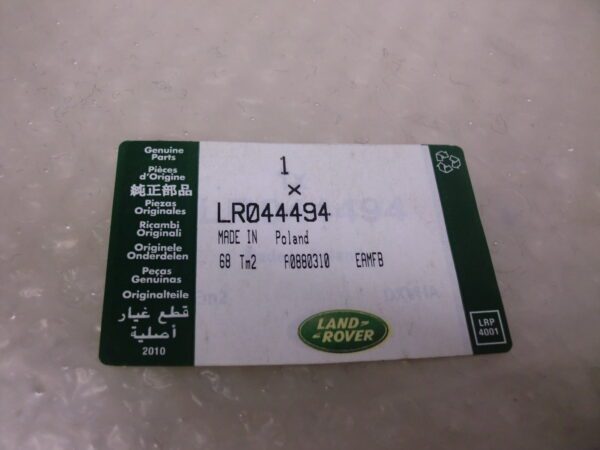 Genuine
Parts
Pièces
d'Origine
純正部品
Piezas
Originales
Ricambi
Originali
Originele
Onderdelen
Peças
Genuinas
Originalteile
قطع غيار
أصلية
2010
1
×
LR044494
MADE IN Poland
68 Tm2 F0880310 EAMFB
LAND
ROVER
LRP
4001